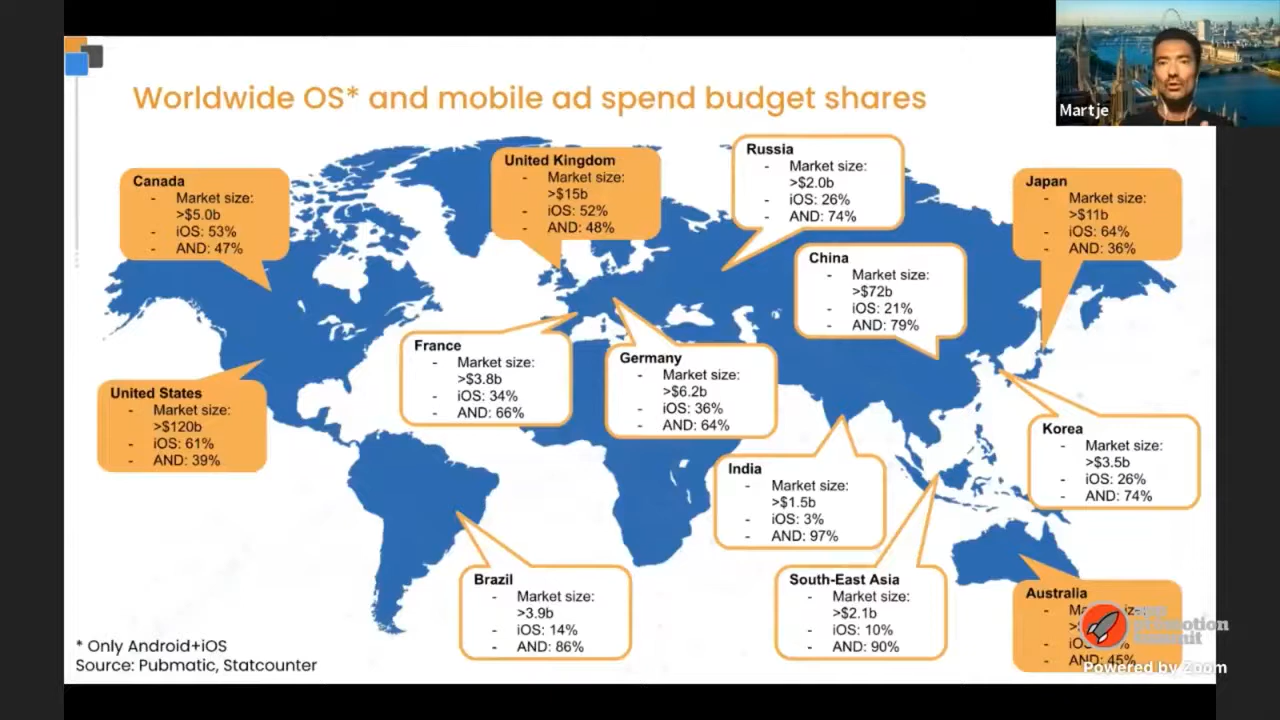 Worldwide OS* and mobile ad spend budget shares
Martje
Canada
- Market size:
>$5.0b
- iOS: 53%
- AND: 47%
United Kingdom
- Market size:
>$15b
- iOS: 52%
- AND: 48%
Russia
- Market size:
>$2.0b
- iOS: 26%
- AND: 74%
Japan
- Market size:
>$11b
- iOS: 64%
- AND: 36%
China
- Market size:
>$72b
- iOS: 21%
- AND: 79%
France
- Market size:
>$3.8b
- iOS: 34%
- AND: 66%
Germany
- Market size:
>$6.2b
- iOS: 36%
- AND: 64%
United States
- Market size:
>$120b
- iOS: 61%
- AND: 39%
Korea
- Market size:
>$3.5b
- iOS: 26%
- AND: 74%
India
- Market size:
>$1.5b
- iOS: 3%
- AND: 97%
Brazil
- Market size:
>3.9b
- iOS: 14%
- AND: 86%
South-East Asia
- Market size:
>$2.1b
- iOS: 10%
- AND: 90%
Australia
- AND: 45%
promotion
summit
Powered by Zoom
* Only Android+iOS
Source: Pubmatic, Statcounter